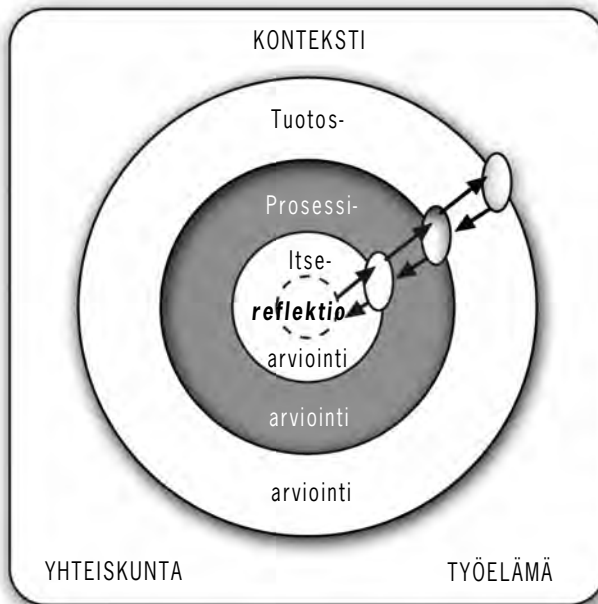 KONTEKSTI
Tuotos-
Prosessi-
Itse-
reflektio
arviointi
arviointi
arviointi
YHTEISKUNTA TYÖELÄMÄ